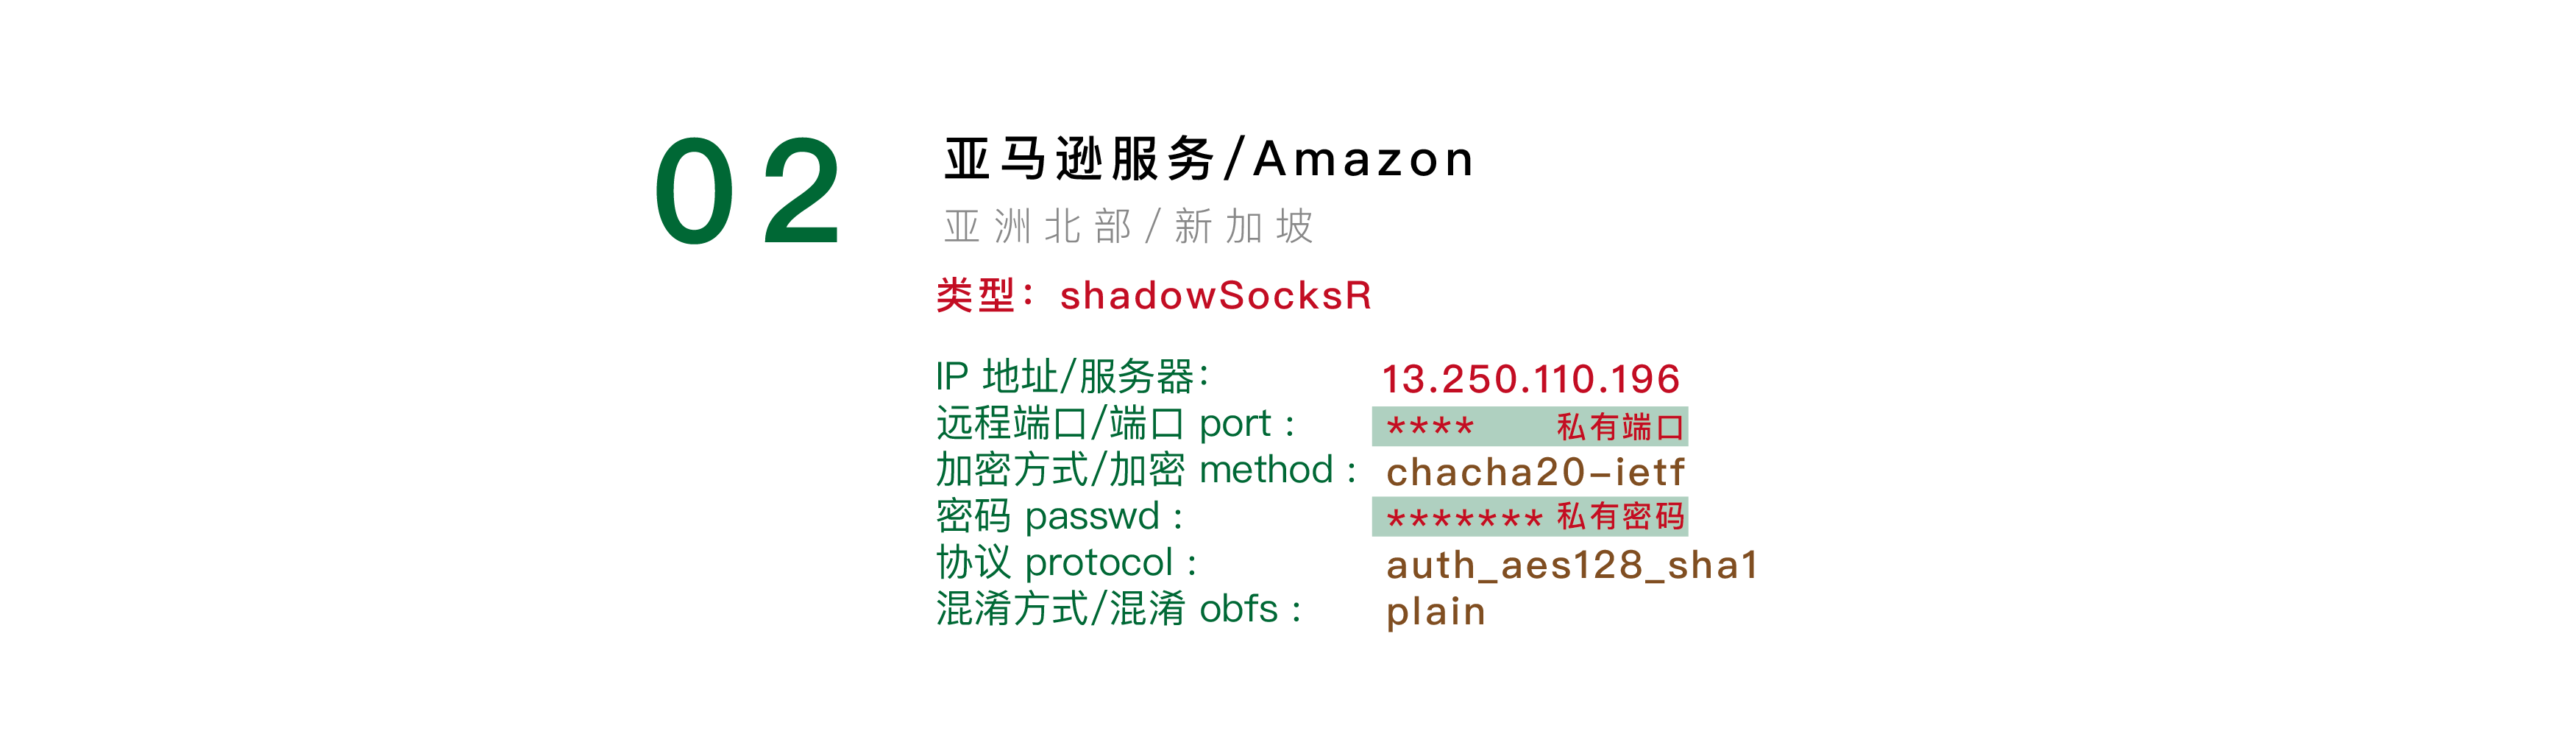 02
亚马逊服务/Amazon
亚洲北部/新加坡
类型：shadowSocksR
IP 地址/服务器： 13.250.110.196
远程端口/端口 port： **** 私有端口
加密方式/加密 method： chacha20-ietf
密码 passwd： ******* 私有密码
协议 protocol： auth_aes128_sha1
混淆方式/混淆 obfs： plain